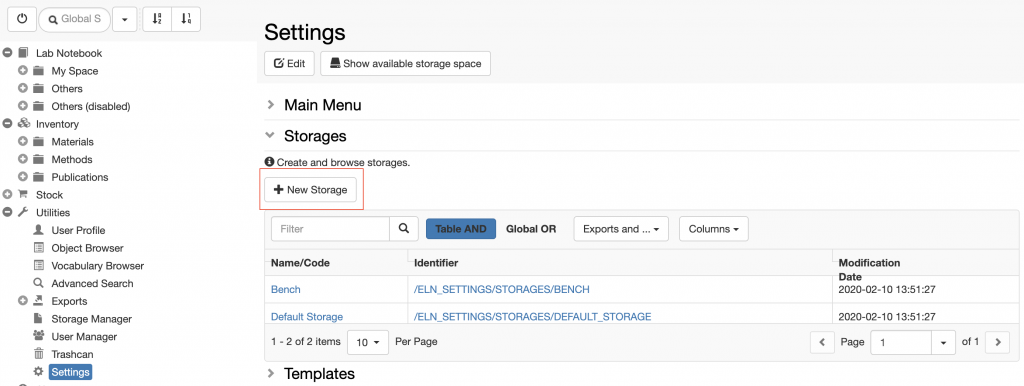 Global S
Lab Notebook
My Space
Others
Others (disabled)
Inventory
Materials
Methods
Publications
Stock
Utilities
User Profile
Object Browser
Vocabulary Browser
Advanced Search
Exports
Storage Manager
User Manager
Trashcan
Settings
Settings
Edit Show available storage space
Main Menu
Storages
Create and browse storages.
New Storage
Filter Table AND Global OR Exports and ... Columns
Name/Code Identifier Modification Date
Bench /ELN_SETTINGS/STORAGES/BENCH 2020-02-10 13:51:27
Default Storage /ELN_SETTINGS/STORAGES/DEFAULT_STORAGE 2020-02-10 13:51:27
1 - 2 of 2 items 10 Per Page Page 1 of 1
Templates